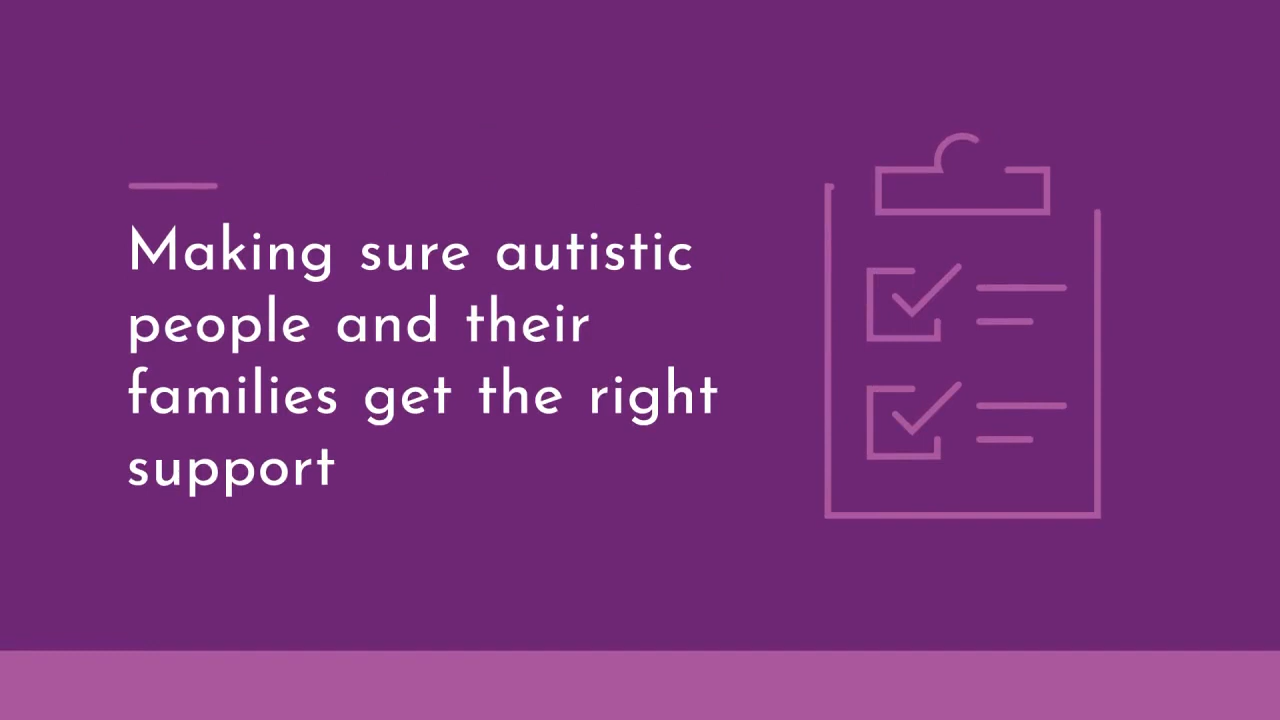 Making sure autistic
people and their
families get the right
support